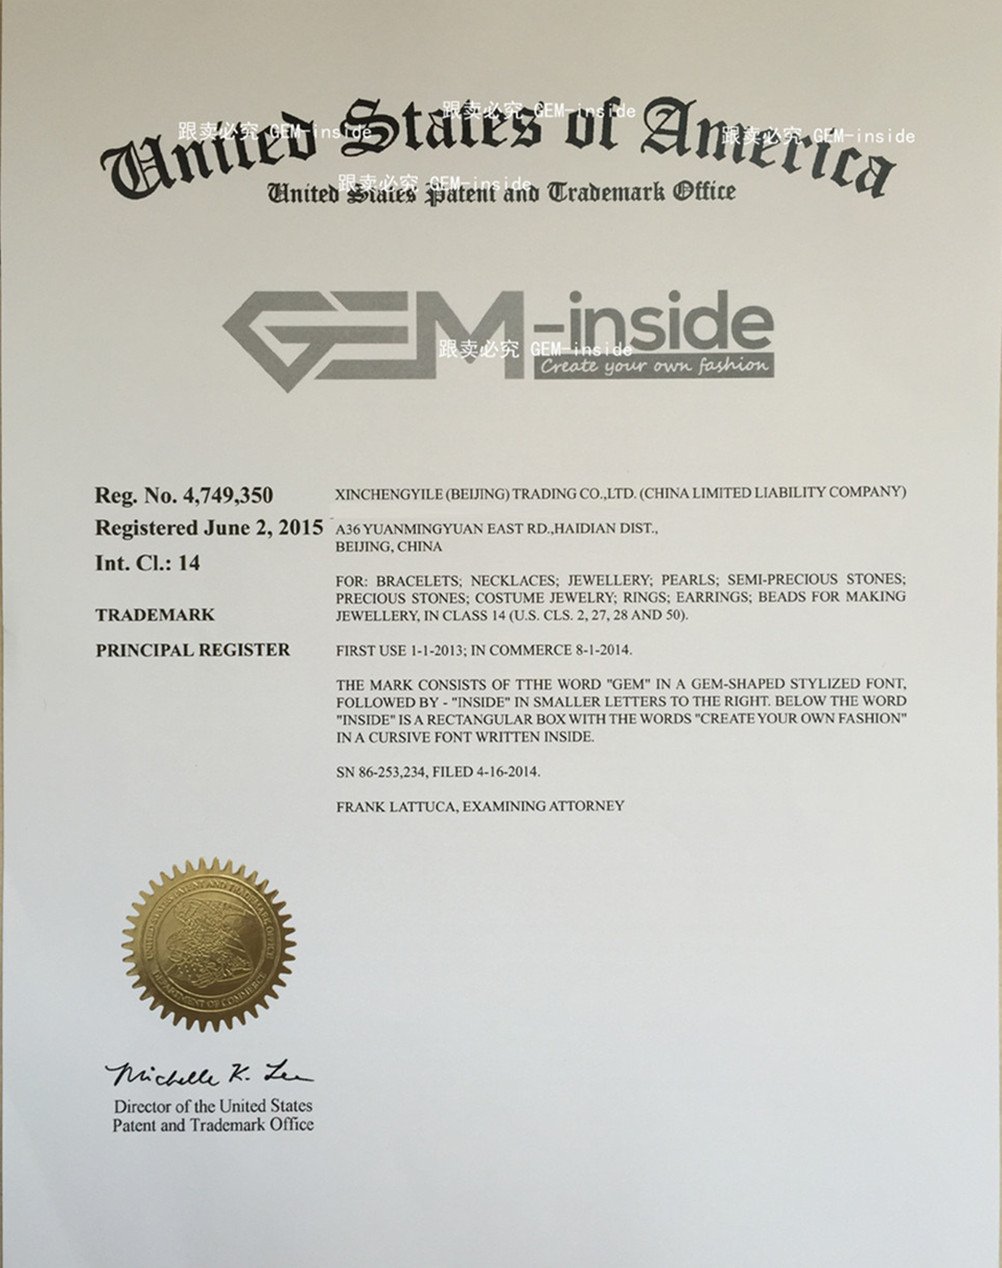 United States of America
跟卖必究 GEM-inside
跟卖必究 GEM-inside
跟卖必究 GEM-inside
United States Patent and Trademark Office
跟卖必究 GEM-inside
GEM-inside
跟卖必究 GEM-inside
Create your own fashion
Reg. No. 4,749,350
Registered June 2, 2015
Int. Cl.: 14
TRADEMARK
PRINCIPAL REGISTER
XINCHENGYILE (BEIJING) TRADING CO.,LTD. (CHINA LIMITED LIABILITY COMPANY)
A36 YUANMINGYUAN EAST RD.,HAIDIAN DIST.,
BEIJING, CHINA
FOR: BRACELETS; NECKLACES; JEWELLERY; PEARLS; SEMI-PRECIOUS STONES;
PRECIOUS STONES; COSTUME JEWELRY; RINGS; EARRINGS; BEADS FOR MAKING
JEWELLERY, IN CLASS 14 (U.S. CLS. 2, 27, 28 AND 50).
FIRST USE 1-1-2013; IN COMMERCE 8-1-2014.
THE MARK CONSISTS OF TTHE WORD "GEM" IN A GEM-SHAPED STYLIZED FONT,
FOLLOWED BY - "INSIDE" IN SMALLER LETTERS TO THE RIGHT. BELOW THE WORD
"INSIDE" IS A RECTANGULAR BOX WITH THE WORDS "CREATE YOUR OWN FASHION"
IN A CURSIVE FONT WRITTEN INSIDE.
SN 86-253,234, FILED 4-16-2014.
FRANK LATTUCA, EXAMINING ATTORNEY
UNITED STATES PATENT AND TRADEMARK OFFICE
DEPARTMENT OF COMMERCE
Michelle K. Lee
Director of the United States
Patent and Trademark Office